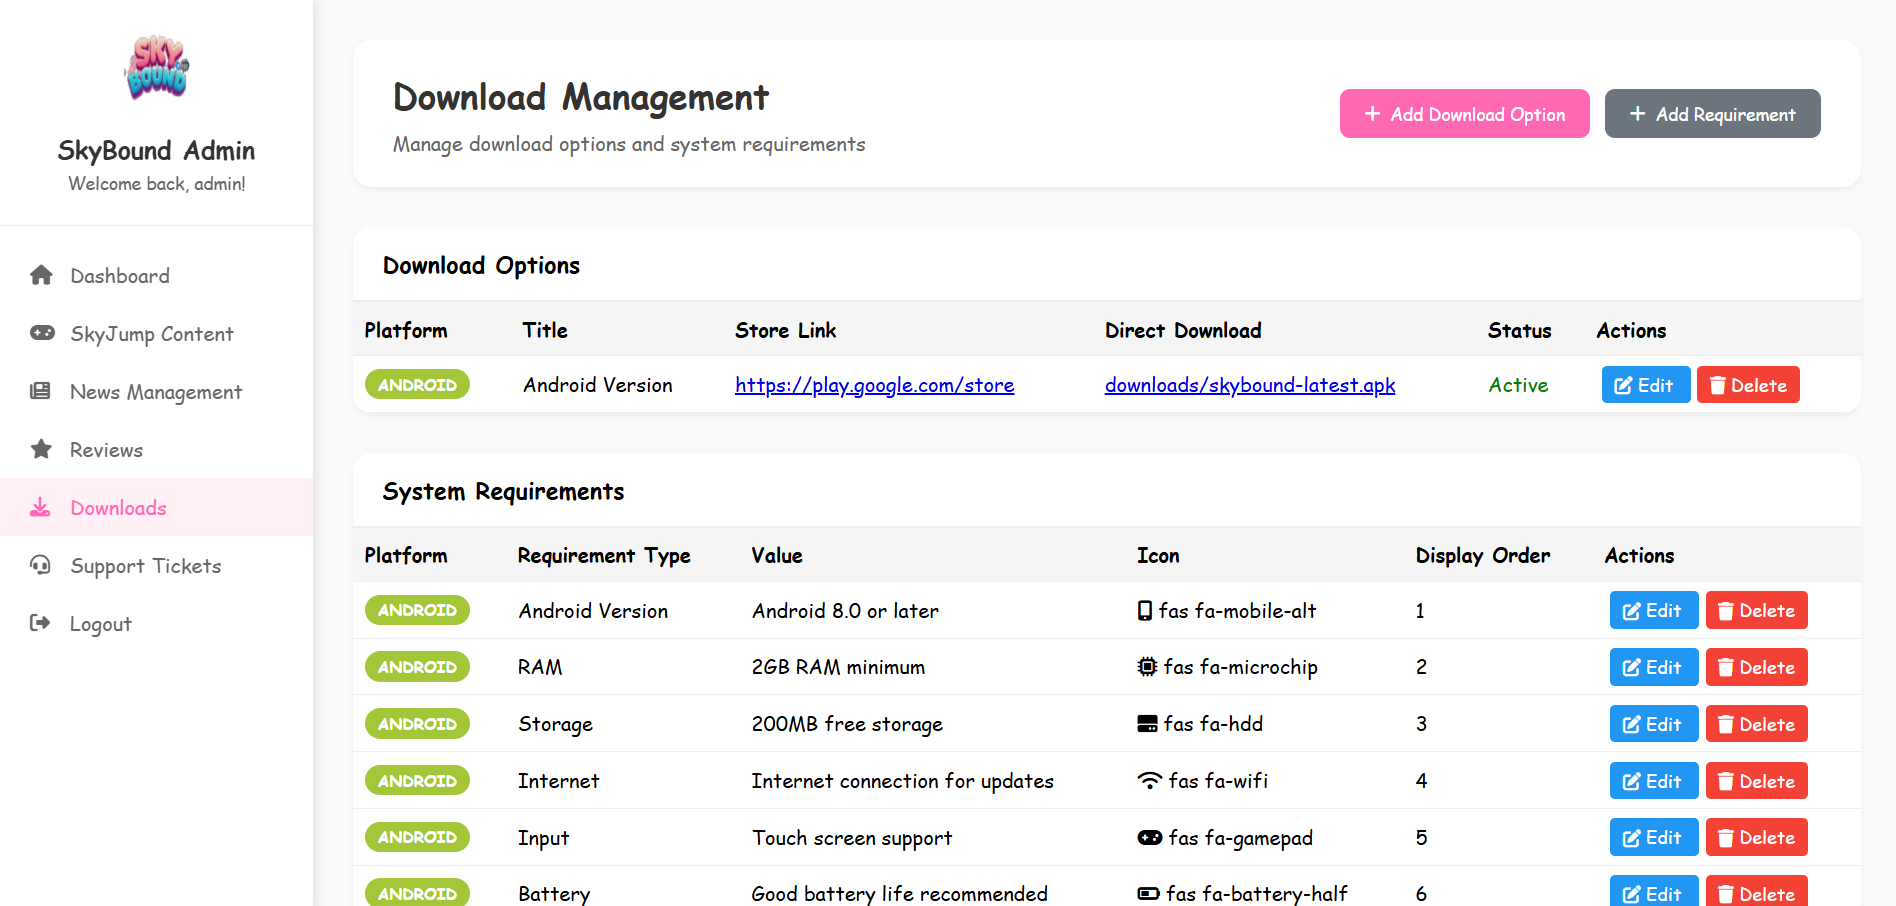 SKY
BOUND
SkyBound Admin
Welcome back, admin!
Dashboard
SkyJump Content
News Management
Reviews
Downloads
Support Tickets
Logout
Download Management
Manage download options and system requirements
+ Add Download Option
+ Add Requirement
Download Options
Platform Title Store Link Direct Download Status Actions
ANDROID Android Version https://play.google.com/store downloads/skybound-latest.apk Active Edit Delete
System Requirements
Platform Requirement Type Value Icon Display Order Actions
ANDROID Android Version Android 8.0 or later fas fa-mobile-alt 1 Edit Delete
ANDROID RAM 2GB RAM minimum fas fa-microchip 2 Edit Delete
ANDROID Storage 200MB free storage fas fa-hdd 3 Edit Delete
ANDROID Internet Internet connection for updates fas fa-wifi 4 Edit Delete
ANDROID Input Touch screen support fas fa-gamepad 5 Edit Delete
ANDROID Battery Good battery life recommended fas fa-battery-half 6 Edit Delete